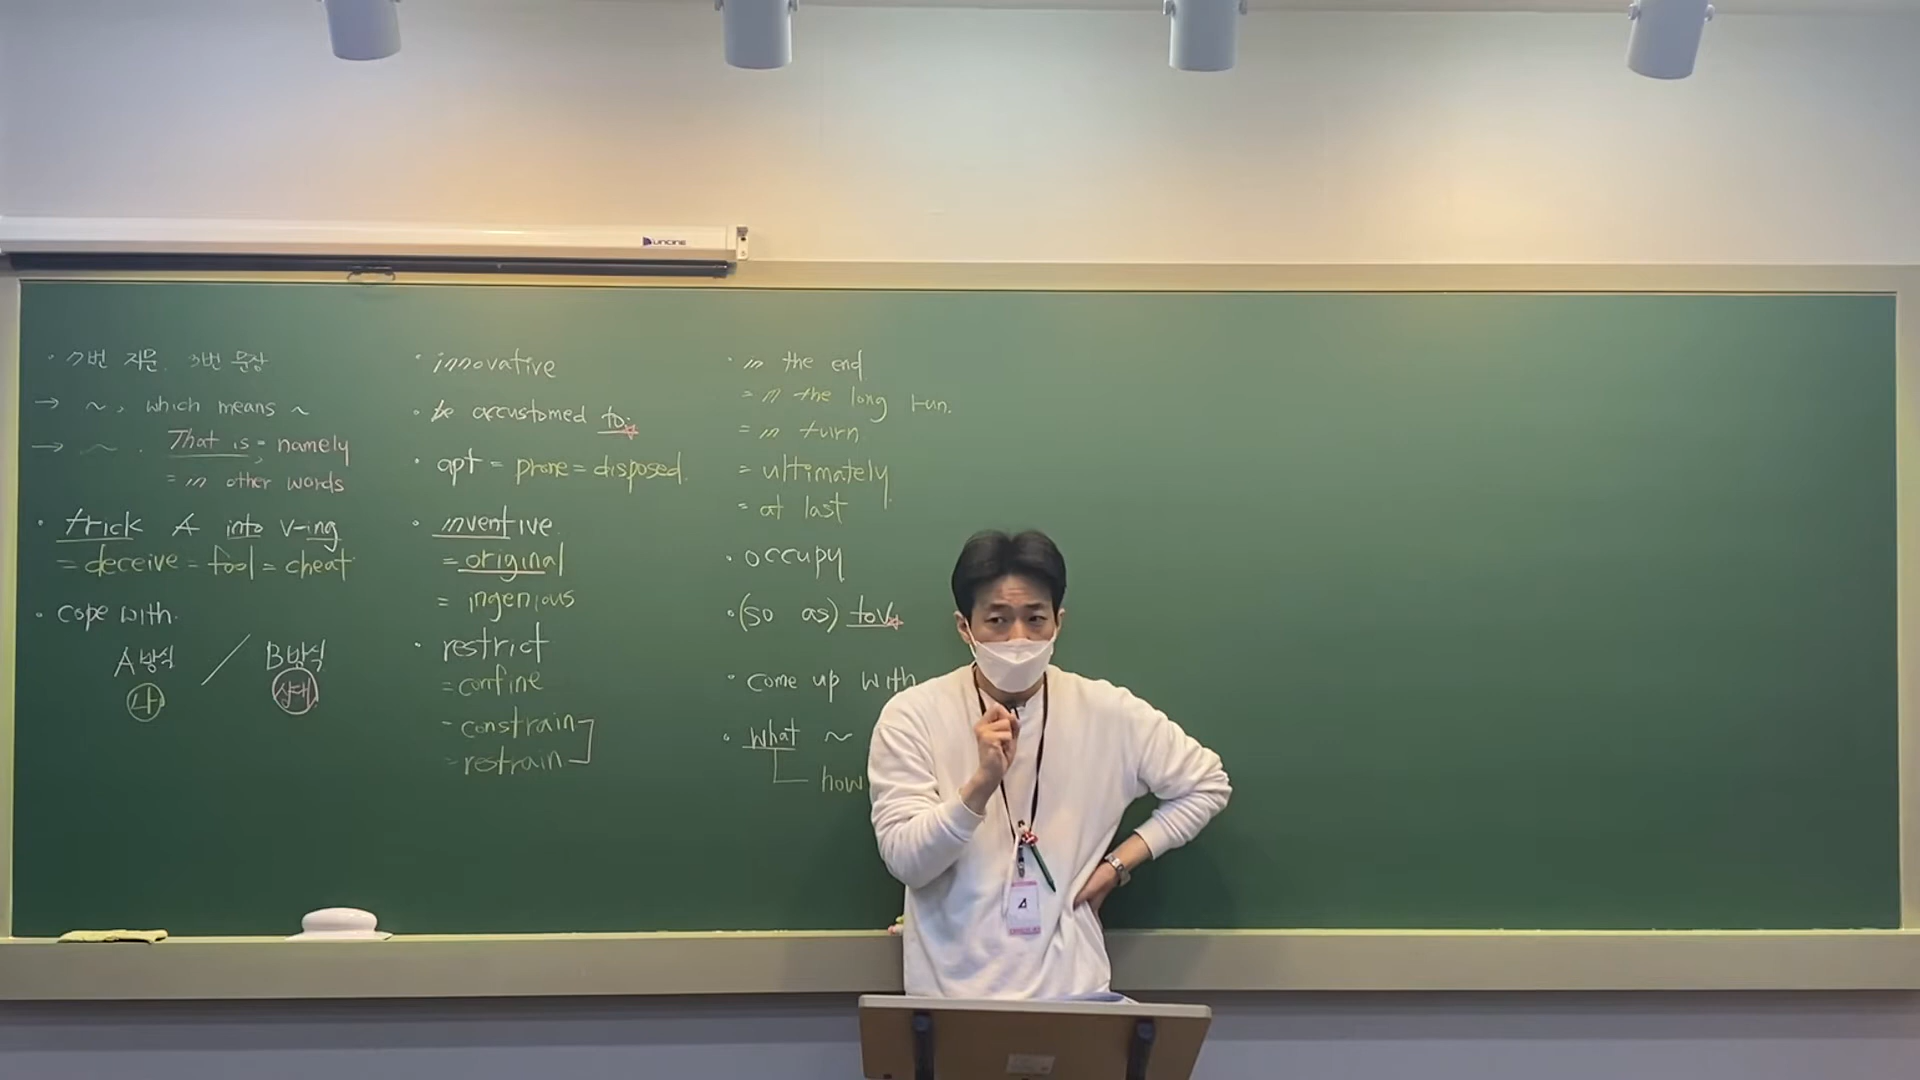 · 7번 지문. 3번 문장
→ ~, which means ~
→ ~. That is, = namely
= in other words
· trick A into v-ing
= deceive = fool = cheat
· cope with.
A방식 / B방식
나 상대
· innovative
· be accustomed to
· apt = prone = disposed.
· inventive
= original
= ingenious
· restrict
= confine
- constrain
= restrain
· in the end
= in the long run.
= in turn
= ultimately
= at last
· occupy
· (so as) to V
· come up with
· what ~
how
UNCINE